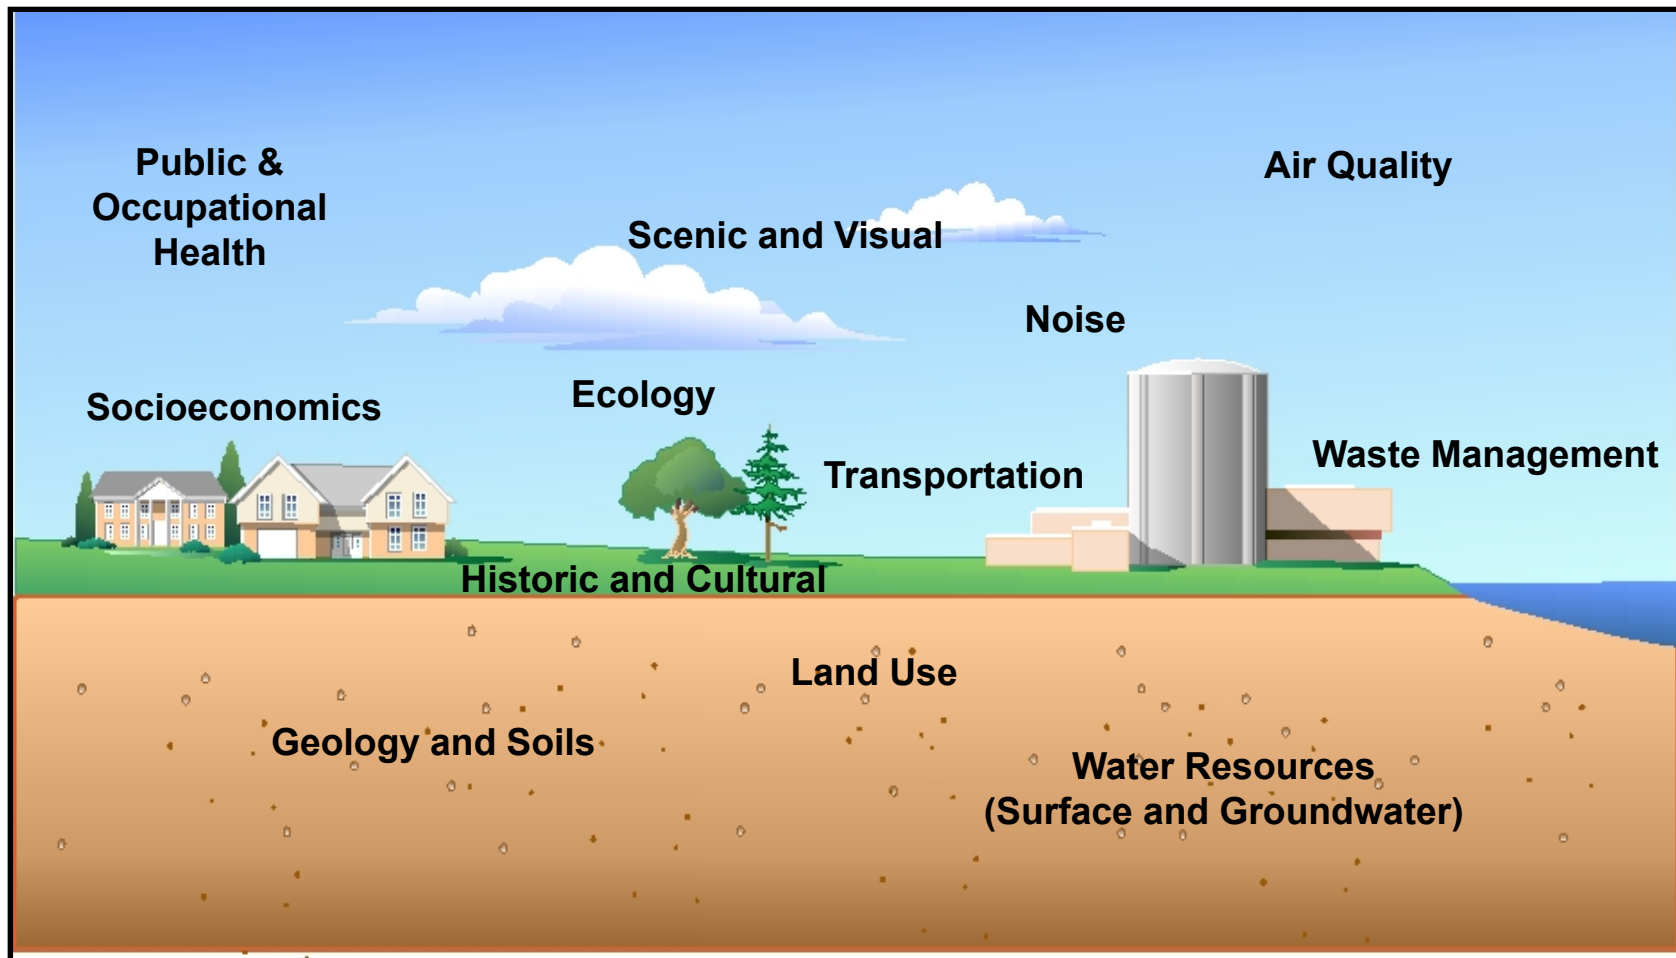 Public &
Occupational
Health
Air Quality
Scenic and Visual
Noise
Ecology
Socioeconomics
Waste Management
Transportation
Historic and Cultural
Land Use
Geology and Soils
Water Resources
(Surface and Groundwater)